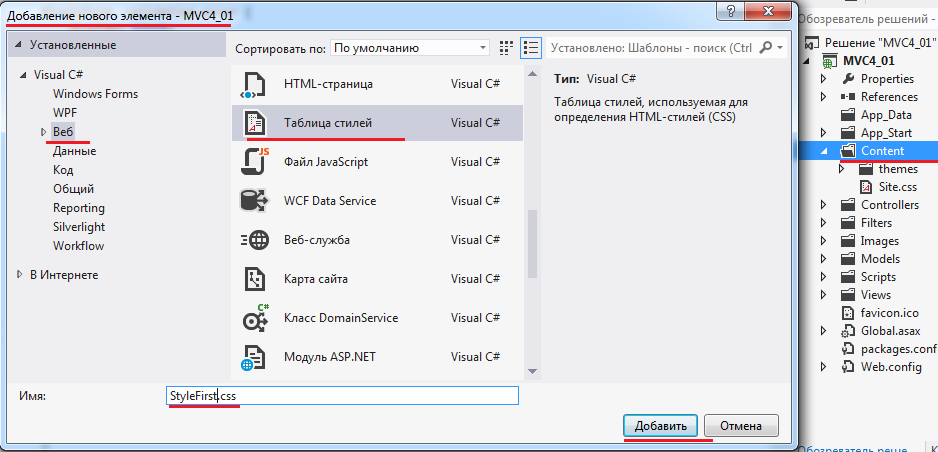 Добавление нового элемента - MVC4_01
Установленные
Visual C#
Windows Forms
WPF
Веб
Данные
Код
Общий
Reporting
Silverlight
Workflow
В Интернете
Сортировать по: По умолчанию
HTML-страница Visual C#
Таблица стилей Visual C#
Файл JavaScript Visual C#
WCF Data Service Visual C#
Веб-служба Visual C#
Карта сайта Visual C#
Класс DomainService Visual C#
Модуль ASP.NET Visual C#
Установлено: Шаблоны - поиск (Ctrl
Тип: Visual C#
Таблица стилей, используемая для
определения HTML-стилей (CSS)
Имя: StyleFirst.css
Добавить Отмена
Обозреватель решений -
Решение "MVC4_01"
MVC4_01
Properties
References
App_Data
App_Start
Content
themes
Site.css
Controllers
Filters
Images
Models
Scripts
Views
favicon.ico
Global.asax
packages.conf
Web.config
Обозреватель реше...